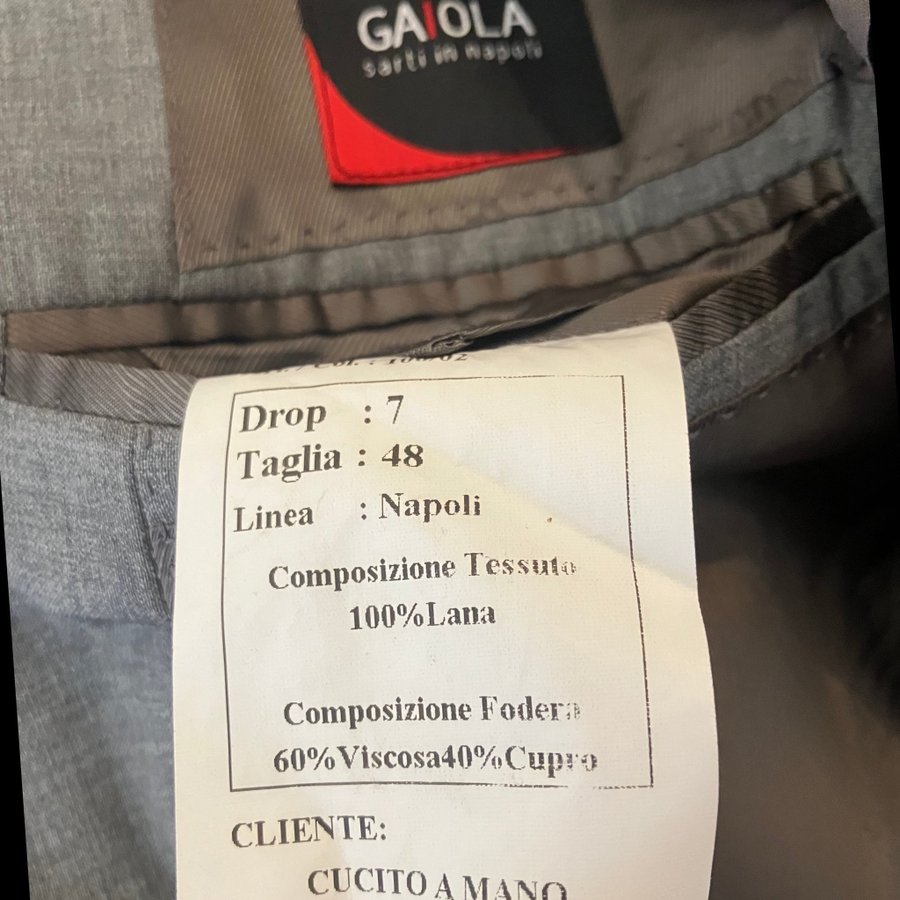 GAIOLA
sarti in napoli
Drop : 7
Taglia : 48
Linea : Napoli
Composizione Tessuto
100%Lana
Composizione Fodera
60%Viscosa40%Cupro
CLIENTE:
CUCITO A MANO